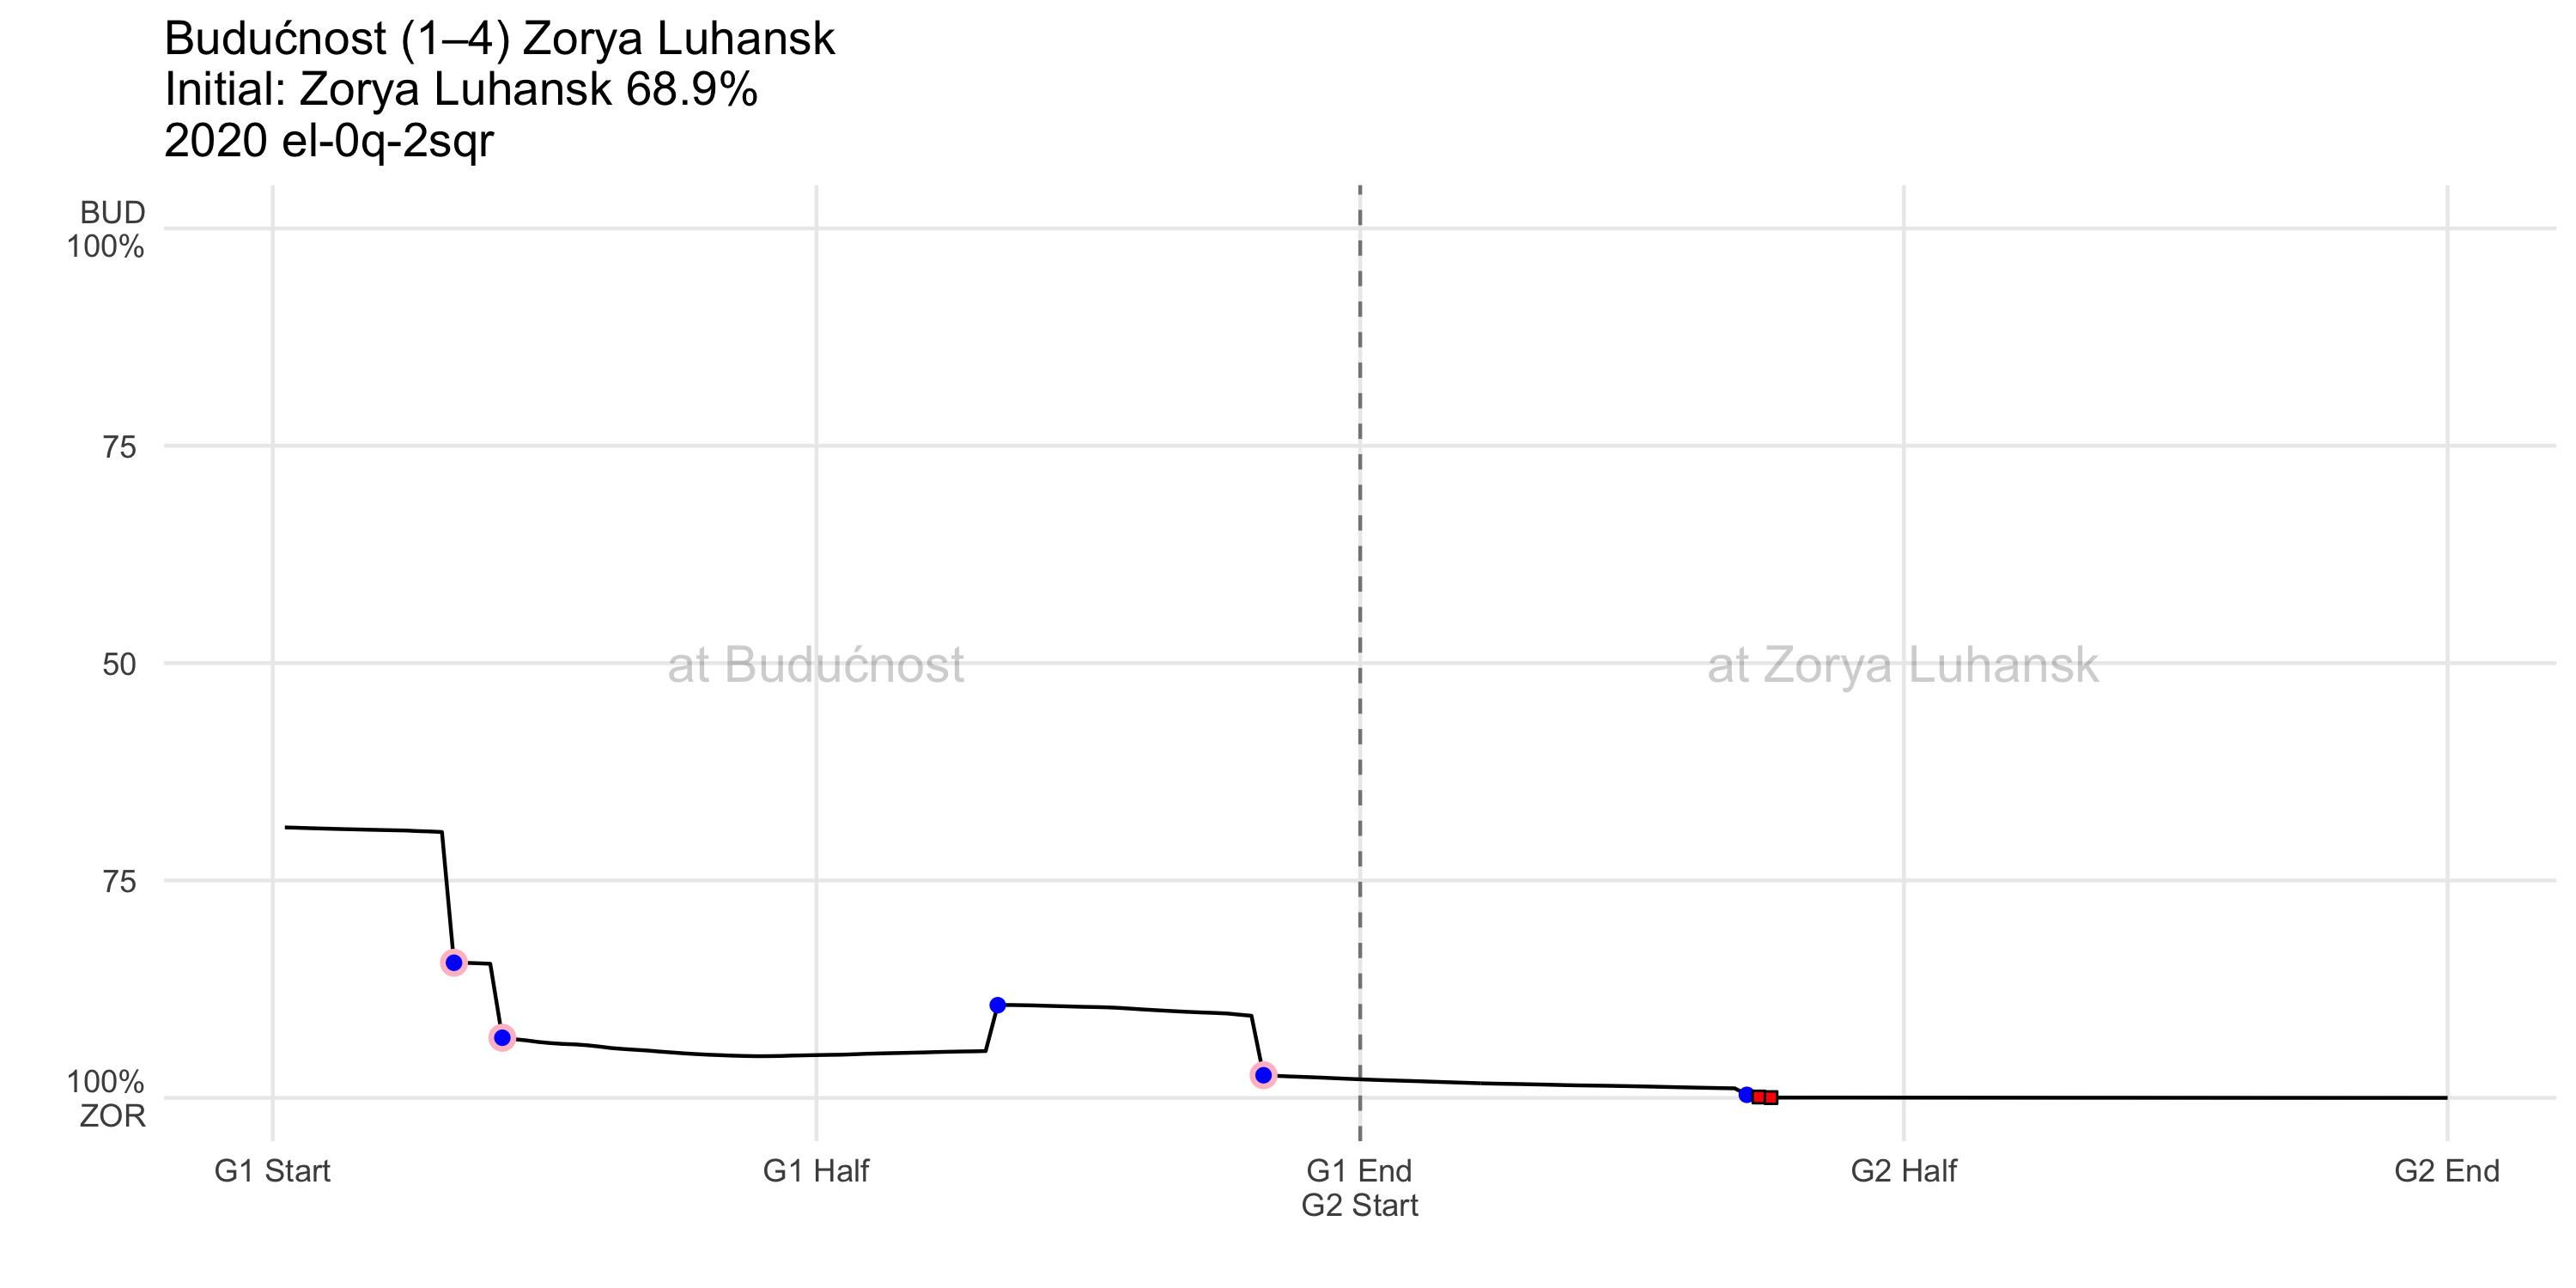 Budućnost (1–4) Zorya Luhansk
Initial: Zorya Luhansk 68.9%
2020 el-0q-2sqr
BUD
100%
75
50
75
100%
ZOR
at Budućnost
at Zorya Luhansk
G1 Start
G1 Half
G1 End
G2 Start
G2 Half
G2 End